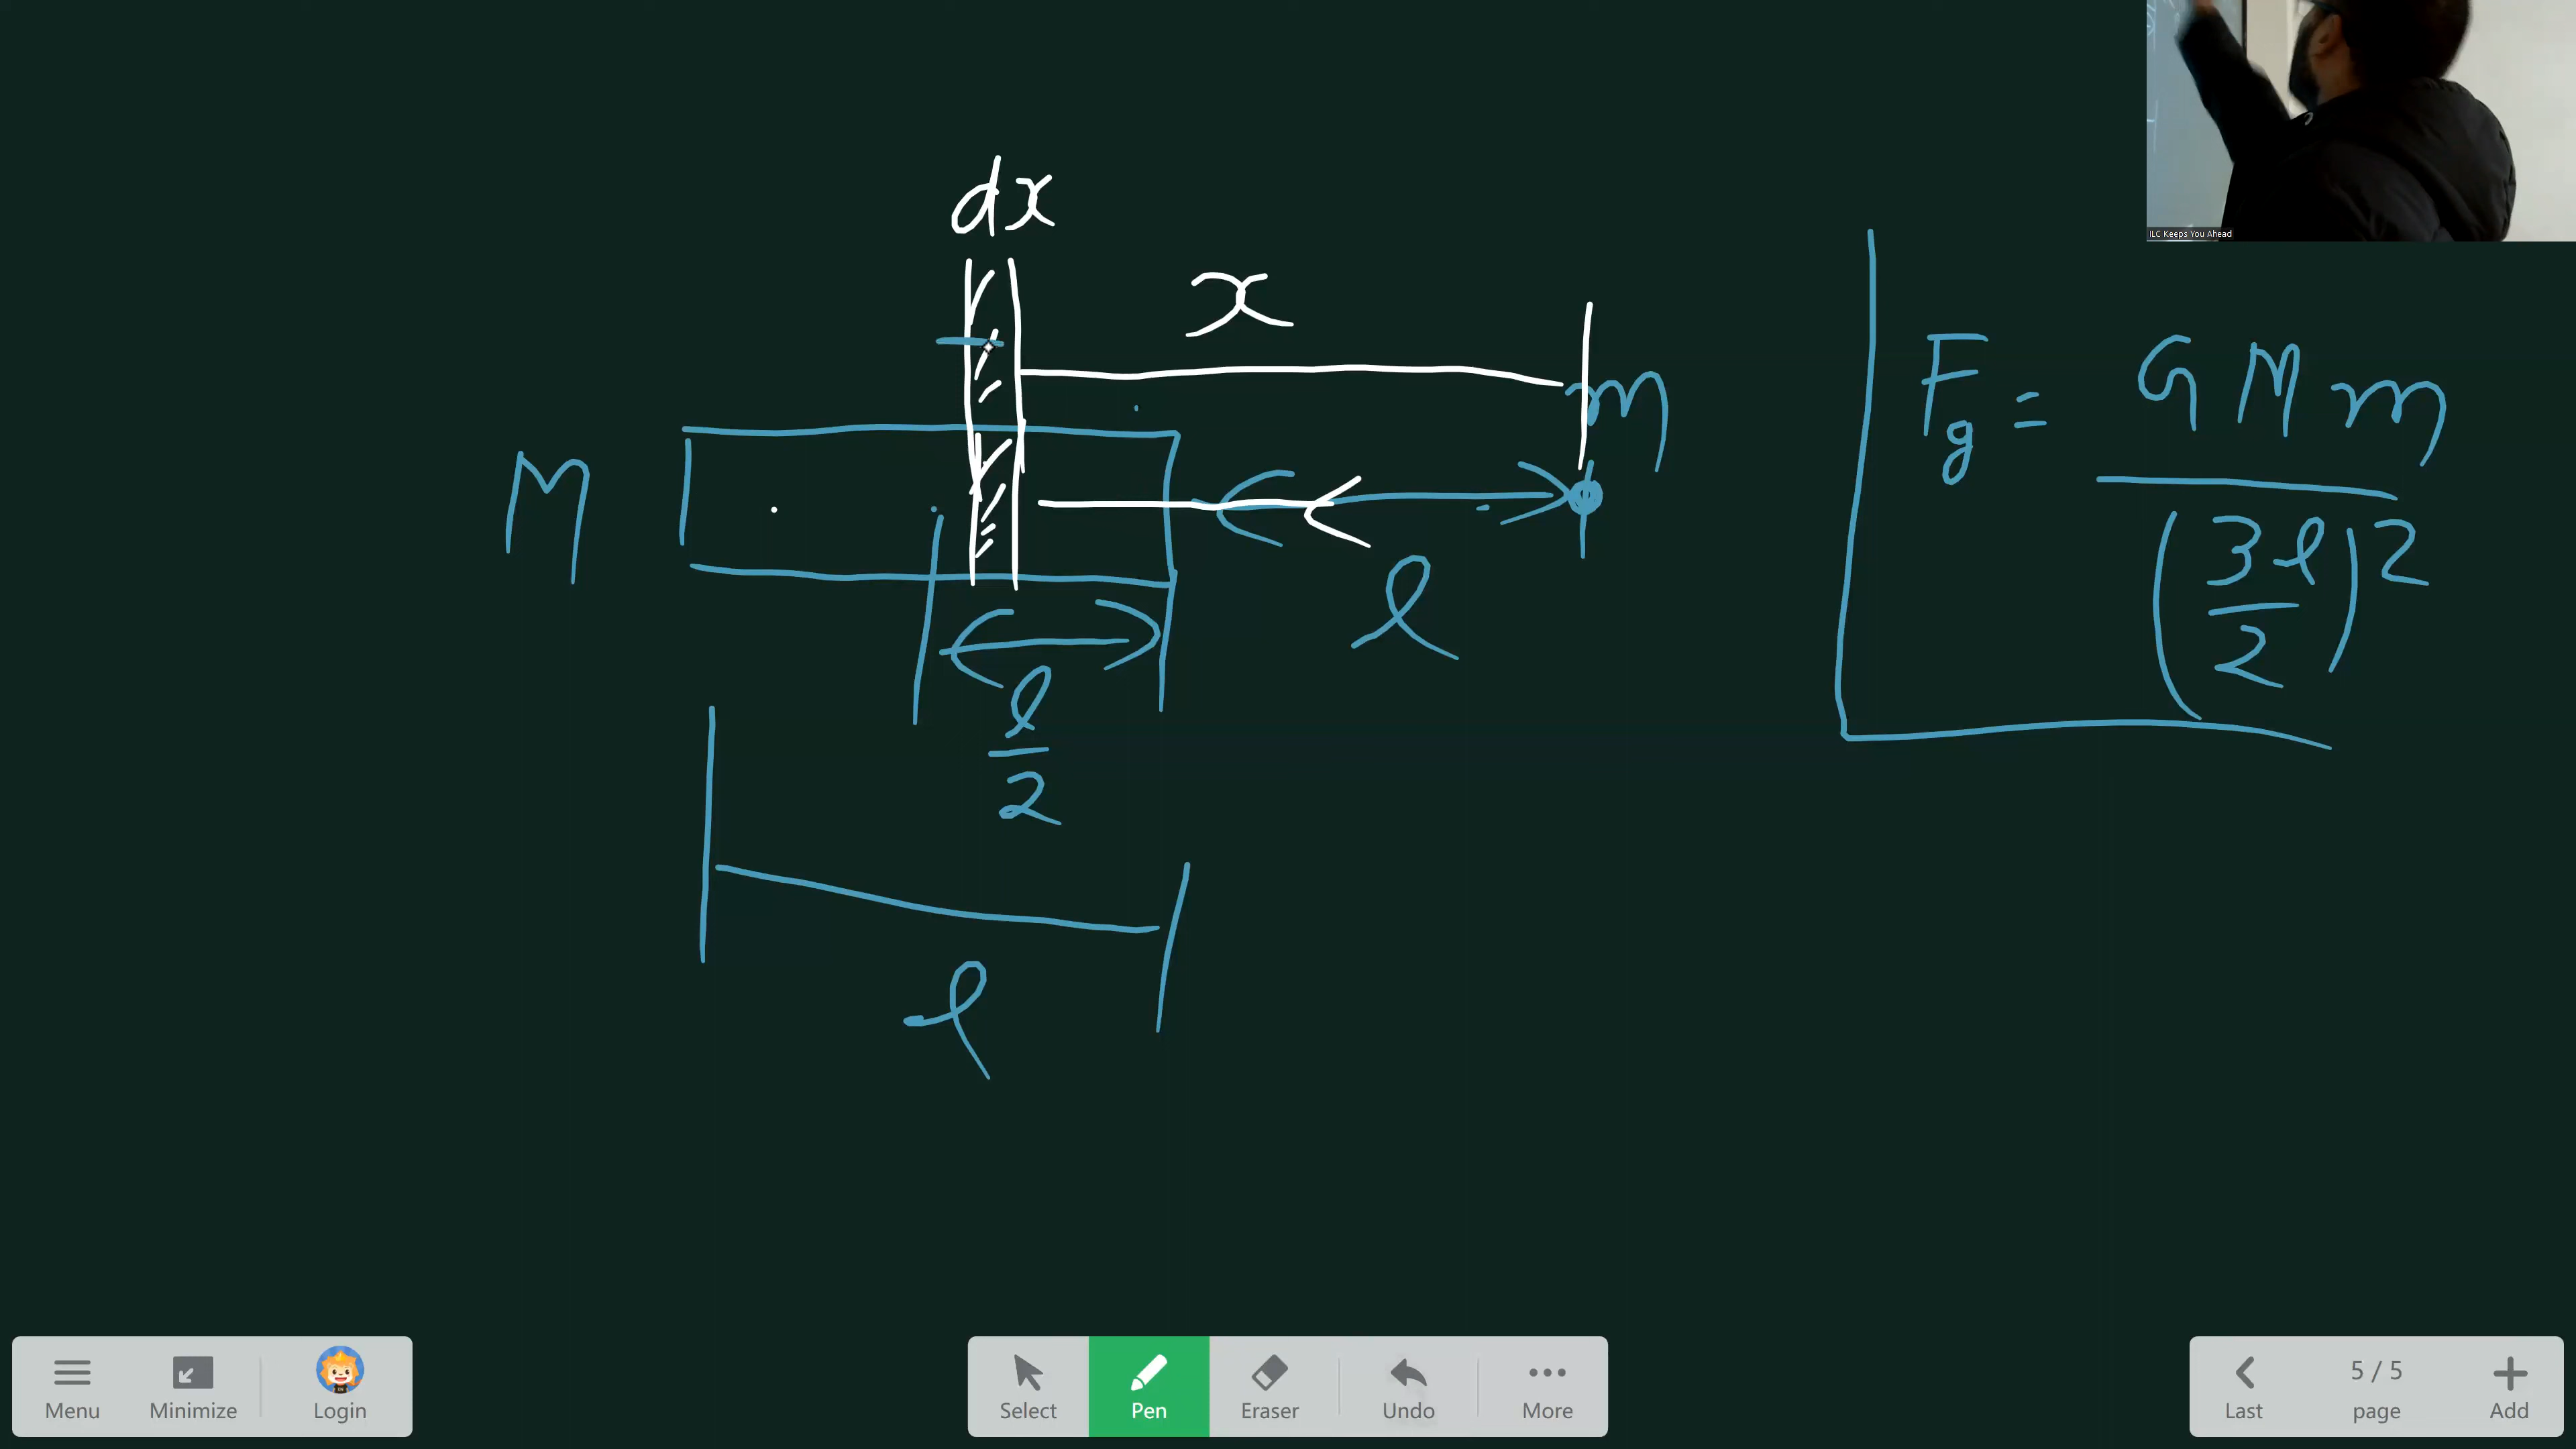 dx
x
m
M
l
l/2
l
F_g = GMm / (3l/2)^2
ILC Keeps You Ahead
Menu
Minimize
Login
Select
Pen
Eraser
Undo
More
Last
5 / 5
page
Add